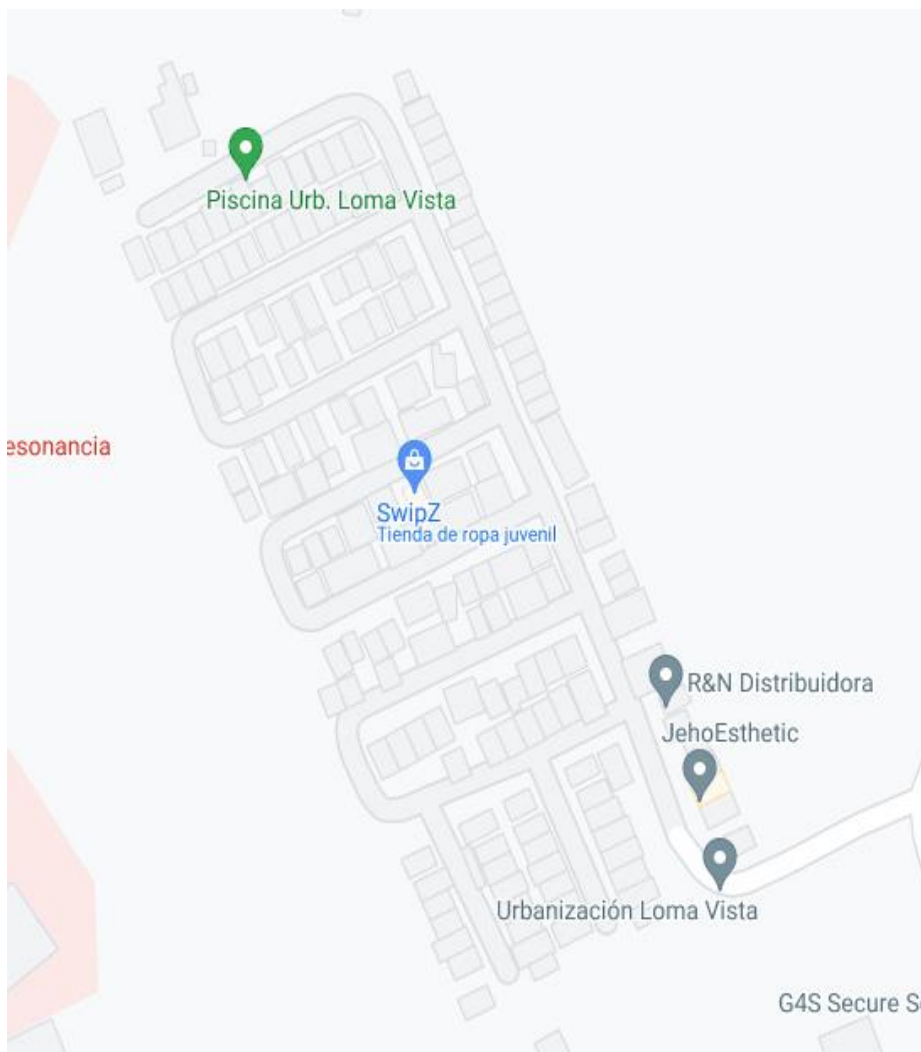 Piscina Urb. Loma Vista
esonancia
SwipZ
Tienda de ropa juvenil
R&N Distribuidora
JehoEsthetic
Urbanización Loma Vista
G4S Secure S